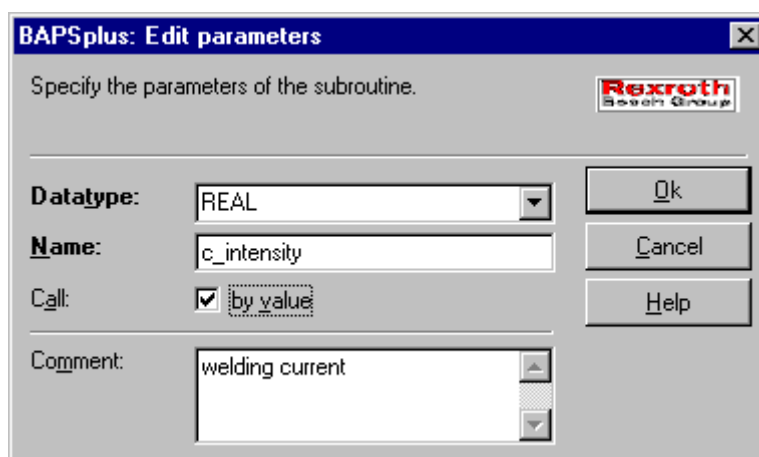 BAPSplus: Edit parameters
Specify the parameters of the subroutine.
Rexroth
Bosch Group
Datatype: REAL
Ok
Name: c_intensity
Cancel
Call: by value
Help
Comment: welding current